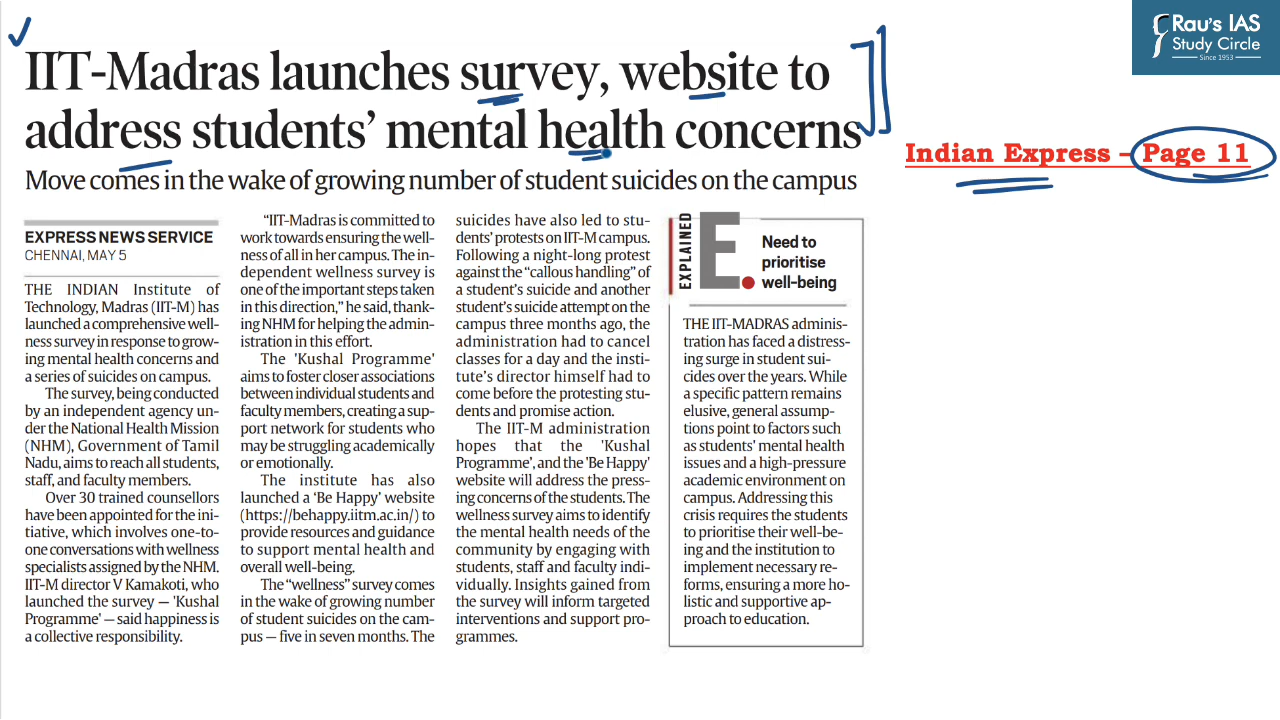 Rau's IAS
Study Circle
Since 1953
IIT-Madras launches survey, website to
address students' mental health concerns
Indian Express – Page 11
Move comes in the wake of growing number of student suicides on the campus
EXPRESS NEWS SERVICE
CHENNAI, MAY 5
THE INDIAN Institute of
Technology, Madras (IIT-M) has
launched a comprehensive well-
ness survey in response to grow-
ing mental health concerns and
a series of suicides on campus.
The survey, being conducted
by an independent agency un-
der the National Health Mission
(NHM), Government of Tamil
Nadu, aims to reach all students,
staff, and faculty members.
Over 30 trained counsellors
have been appointed for the ini-
tiative, which involves one-to-
one conversations with wellness
specialists assigned by the NHM.
IIT-M director V Kamakoti, who
launched the survey — 'Kushal
Programme' — said happiness is
a collective responsibility.
"IIT-Madras is committed to
work towards ensuring the well-
ness of all in her campus. The in-
dependent wellness survey is
one of the important steps taken
in this direction," he said, thank-
ing NHM for helping the admin-
istration in this effort.
The 'Kushal Programme'
aims to foster closer associations
between individual students and
faculty members, creating a sup-
port network for students who
may be struggling academically
or emotionally.
The institute has also
launched a 'Be Happy' website
(https://behappy.iitm.ac.in/) to
provide resources and guidance
to support mental health and
overall well-being.
The "wellness" survey comes
in the wake of growing number
of student suicides on the cam-
pus — five in seven months. The
suicides have also led to stu-
dents' protests on IIT-M campus.
Following a night-long protest
against the "callous handling" of
a student's suicide and another
student's suicide attempt on the
campus three months ago, the
administration had to cancel
classes for a day and the insti-
tute's director himself had to
come before the protesting stu-
dents and promise action.
The IIT-M administration
hopes that the 'Kushal
Programme', and the 'Be Happy'
website will address the press-
ing concerns of the students. The
wellness survey aims to identify
the mental health needs of the
community by engaging with
students, staff and faculty indi-
vidually. Insights gained from
the survey will inform targeted
interventions and support pro-
grammes.
EXPLAINED
E.
Need to
prioritise
well-being
THE IIT-MADRAS adminis-
tration has faced a distress-
ing surge in student sui-
cides over the years. While
a specific pattern remains
elusive, general assump-
tions point to factors such
as students' mental health
issues and a high-pressure
academic environment on
campus. Addressing this
crisis requires the students
to prioritise their well-be-
ing and the institution to
implement necessary re-
forms, ensuring a more ho-
listic and supportive ap-
proach to education.